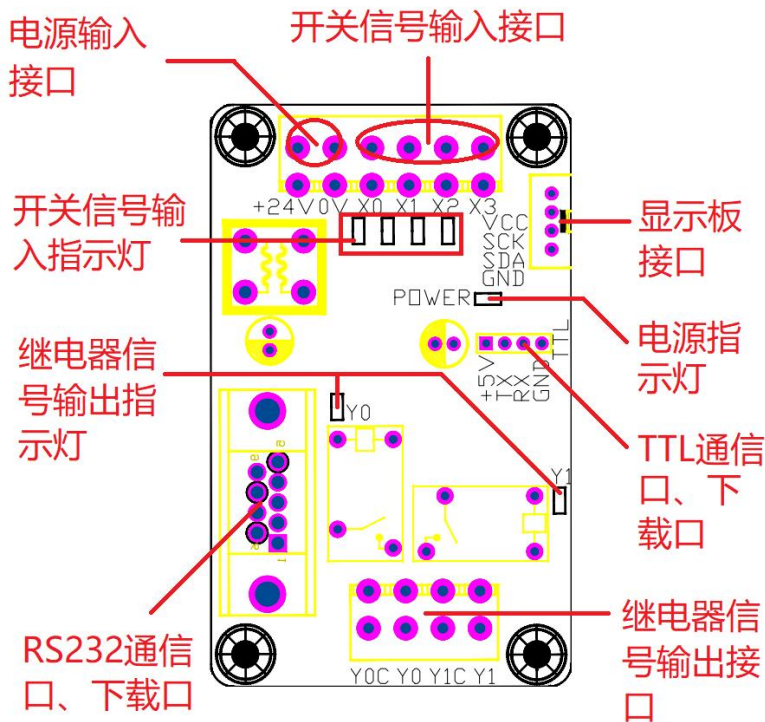 电源输入
接口
开关信号输入接口
+24V 0V X0 X1 X2 X3
开关信号输
入指示灯
VCC
SCK
SDA
GND
显示板
接口
POWER
电源指
示灯
+5V
TX
RX
GND
TTL
继电器信
号输出指
示灯
Y0
Y1
TTL通信
口、下
载口
RS232通信
口、下载口
Y0C Y0 Y1C Y1
继电器信
号输出接
口